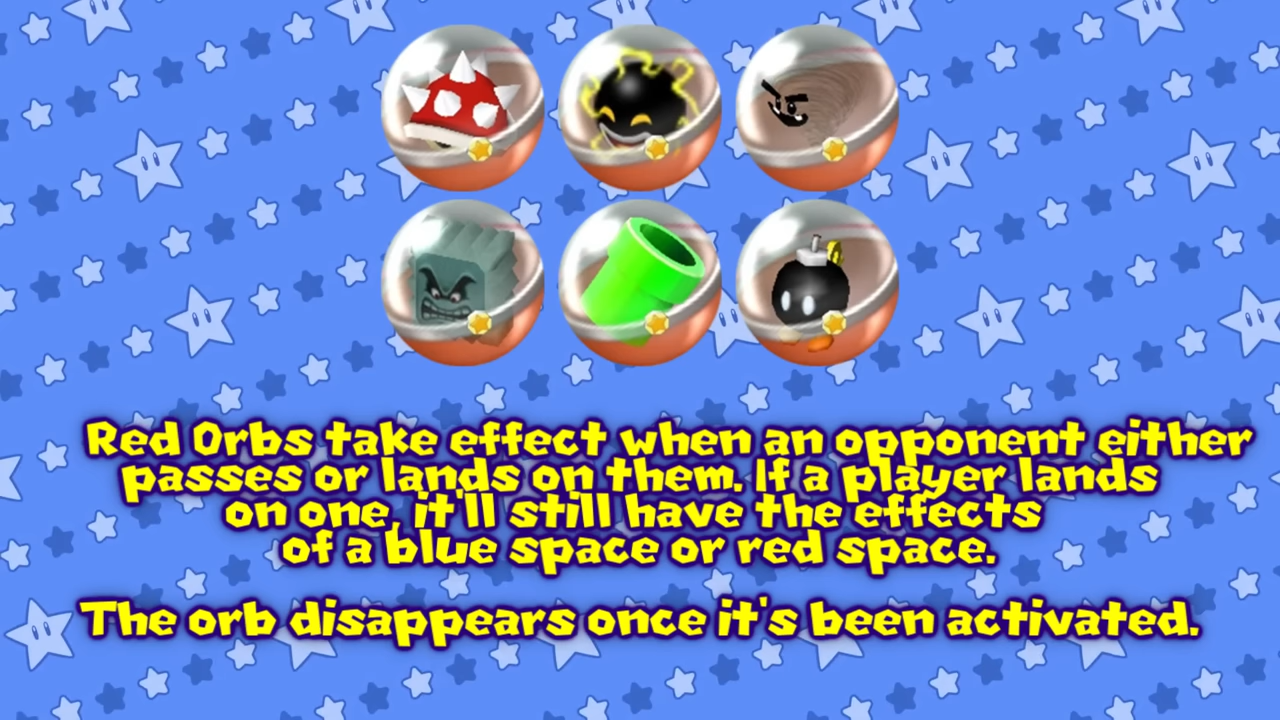 Red Orbs take effect when an opponent either
passes or lands on them. If a player lands
on one, it'll still have the effects
of a blue space or red space.
The orb disappears once it's been activated.